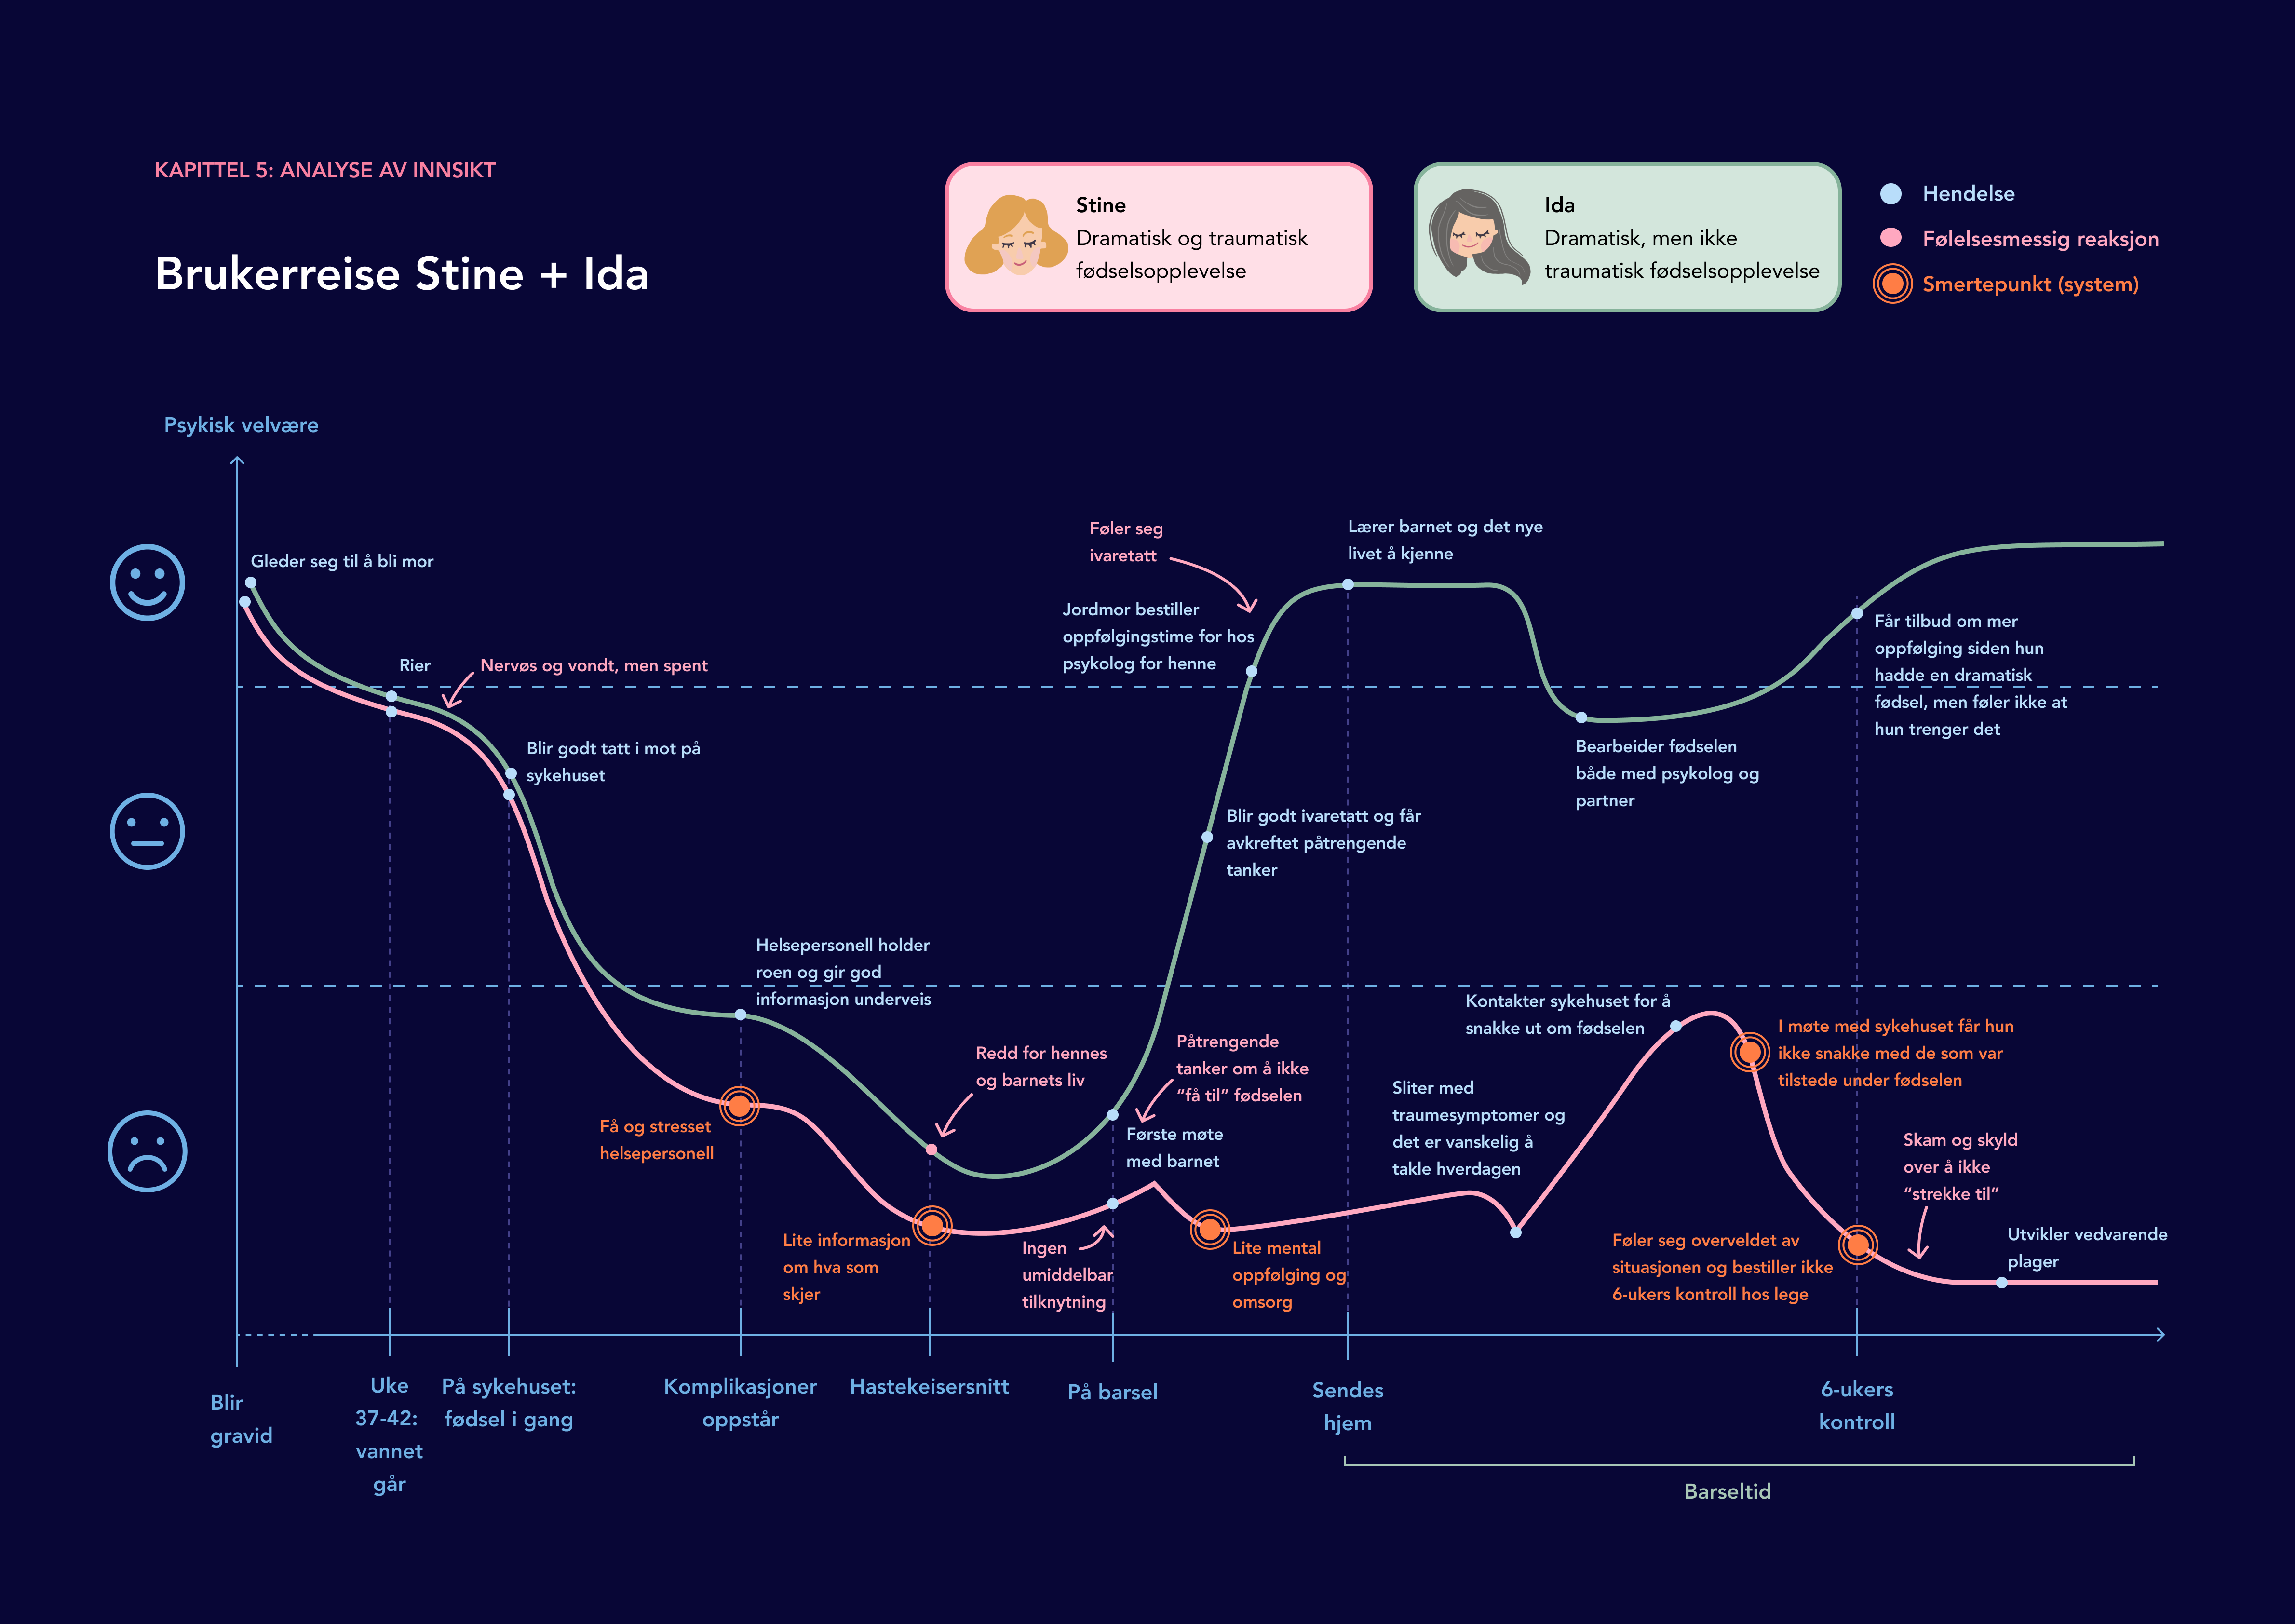 KAPITTEL 5: ANALYSE AV INNSIKT
Brukerreise Stine + Ida
Stine
Dramatisk og traumatisk
fødselsopplevelse
Ida
Dramatisk, men ikke
traumatisk fødselsopplevelse
Hendelse
Følelsesmessig reaksjon
Smertepunkt (system)
Psykisk velvære
Gleder seg til å bli mor
Rier
Nervøs og vondt, men spent
Blir godt tatt i mot på
sykehuset
Helsepersonell holder
roen og gir god
informasjon underveis
Få og stresset
helsepersonell
Redd for hennes
og barnets liv
Lite informasjon
om hva som
skjer
Føler seg
ivaretatt
Jordmor bestiller
oppfølgingstime for hos
psykolog for henne
Blir godt ivaretatt og får
avkreftet påtrengende
tanker
Påtrengende
tanker om å ikke
“få til” fødselen
Første møte
med barnet
Ingen
umiddelbar
tilknytning
Lite mental
oppfølging og
omsorg
Lærer barnet og det nye
livet å kjenne
Bearbeider fødselen
både med psykolog og
partner
Får tilbud om mer
oppfølging siden hun
hadde en dramatisk
fødsel, men føler ikke at
hun trenger det
Sliter med
traumesymptomer og
det er vanskelig å
takle hverdagen
Kontakter sykehuset for å
snakke ut om fødselen
I møte med sykehuset får hun
ikke snakke med de som var
tilstede under fødselen
Føler seg overveldet av
situasjonen og bestiller ikke
6-ukers kontroll hos lege
Skam og skyld
over å ikke
“strekke til”
Utvikler vedvarende
plager
Blir
gravid
Uke
37-42:
vannet
går
På sykehuset:
fødsel i gang
Komplikasjoner
oppstår
Hastekeisersnitt
På barsel
Sendes
hjem
6-ukers
kontroll
Barseltid